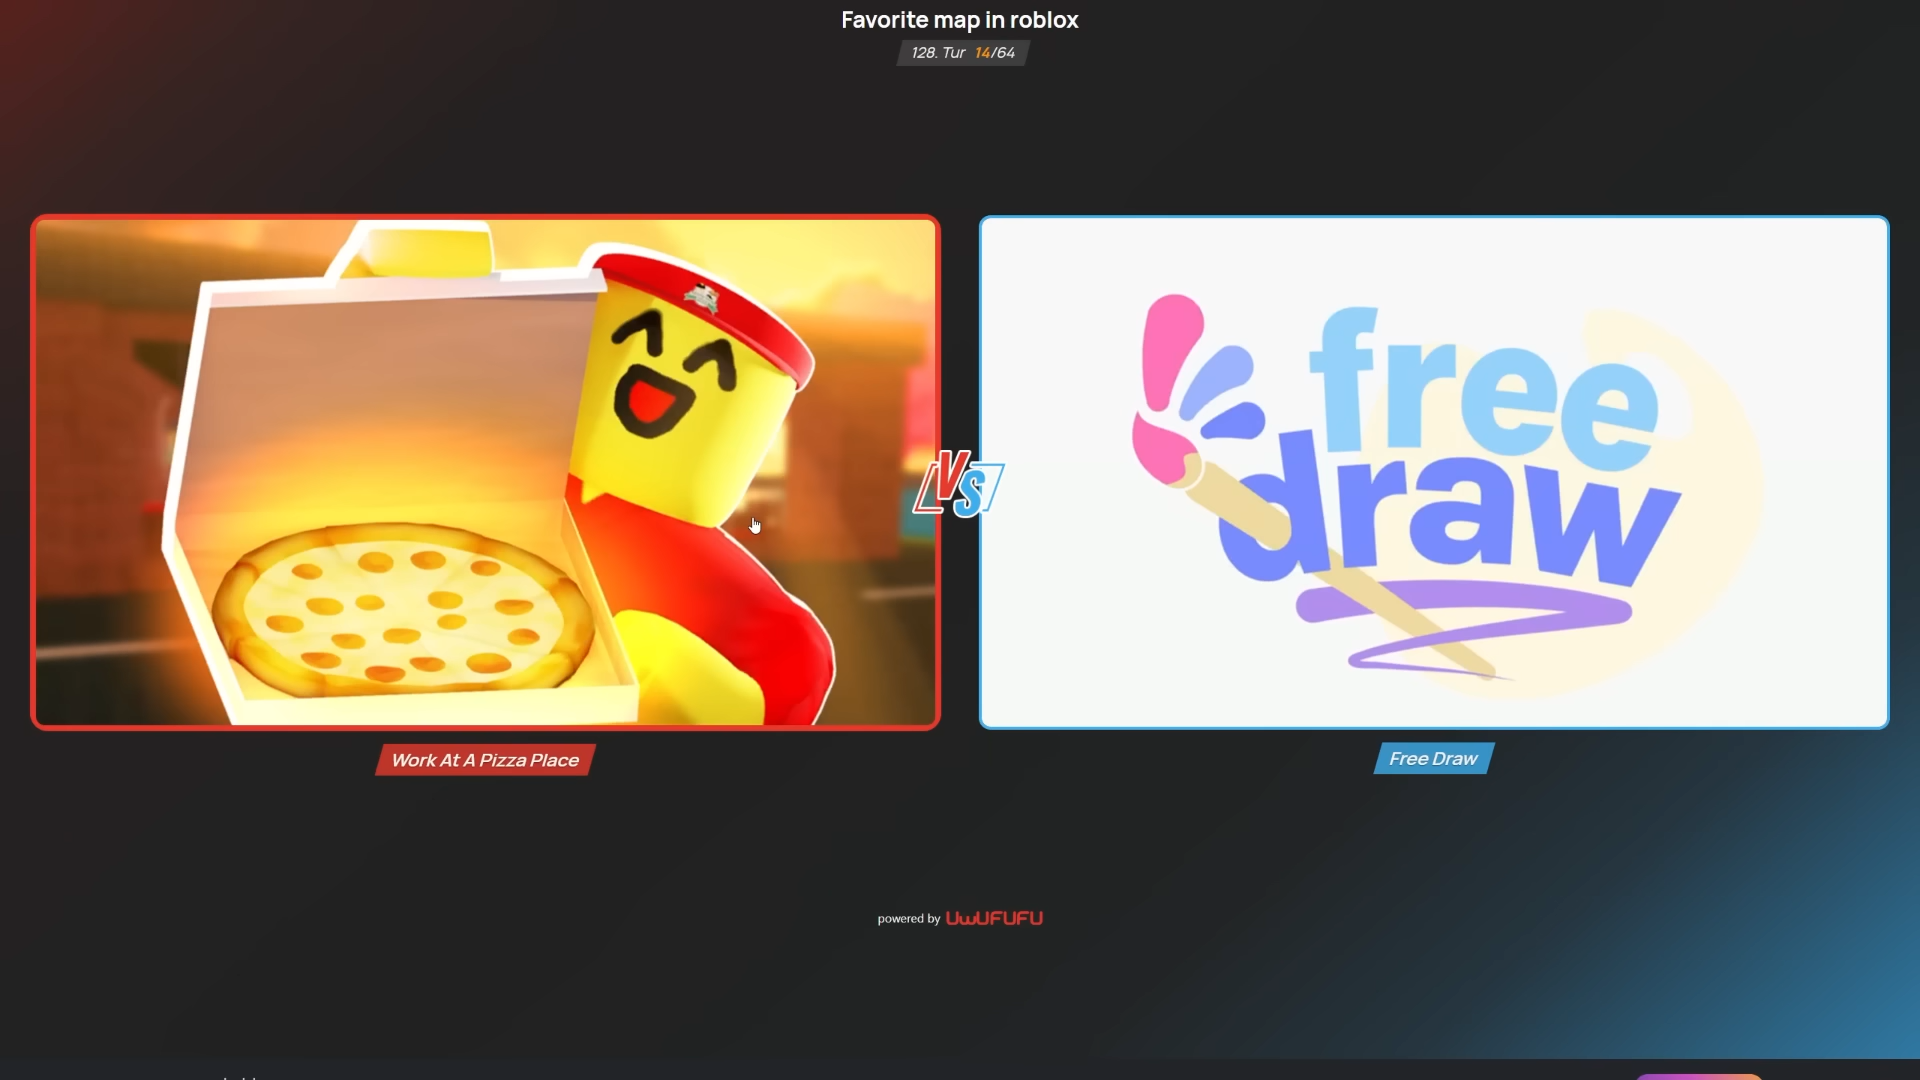 Favorite map in roblox
128. Tur 14/64
free
draw
VS
Work At A Pizza Place
Free Draw
powered by UwUFUFU